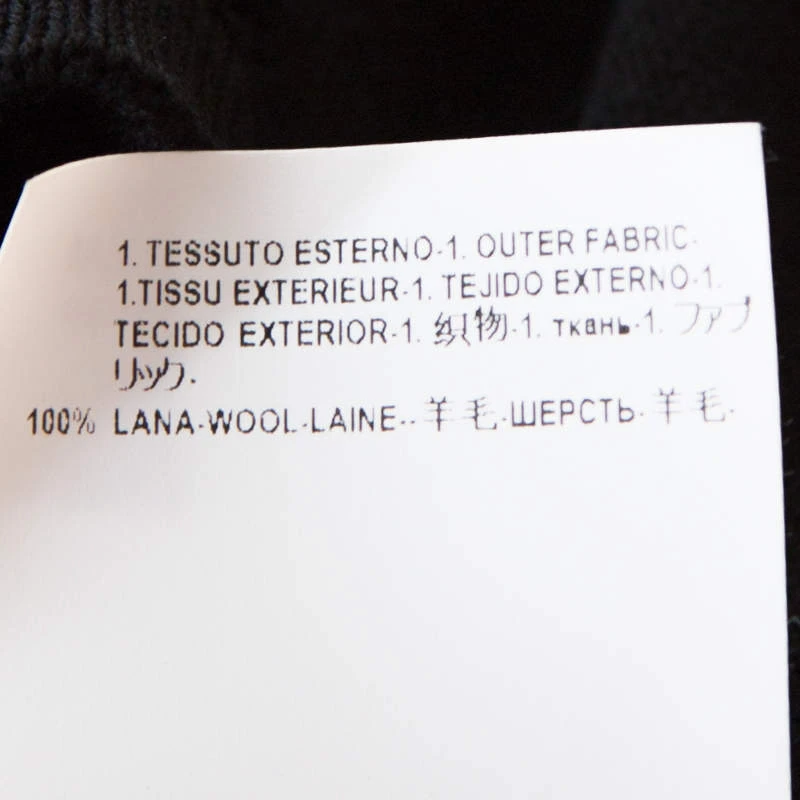 1. TESSUTO ESTERNO-1. OUTER FABRIC-
1.TISSU EXTERIEUR-1. TEJIDO EXTERNO-1.
TECIDO EXTERIOR-1. 织物-1. ткань-1. ファブ
リック.
100% LANA-WOOL-LAINE--羊毛-ШЕРСТЬ-羊毛-